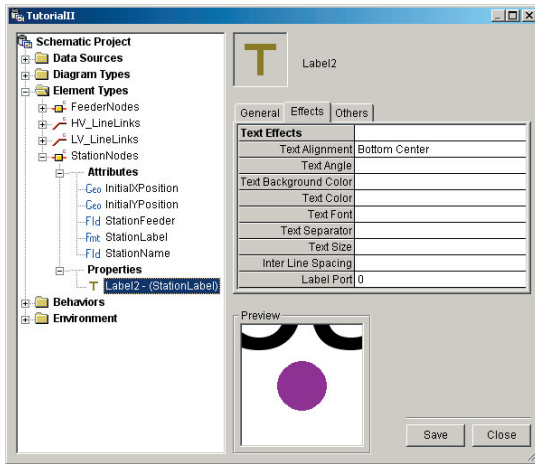 TutorialII
Schematic Project
Data Sources
Diagram Types
Element Types
FeederNodes
HV_LineLinks
LV_LineLinks
StationNodes
Attributes
Geo InitialXPosition
Geo InitialYPosition
Fld StationFeeder
Fmt StationLabel
Fld StationName
Properties
T Label2 - (StationLabel)
Behaviors
Environment
T Label2
General Effects Others
Text Effects
Text Alignment Bottom Center
Text Angle
Text Background Color
Text Color
Text Font
Text Separator
Text Size
Inter Line Spacing
Label Port 0
Preview
Save Close